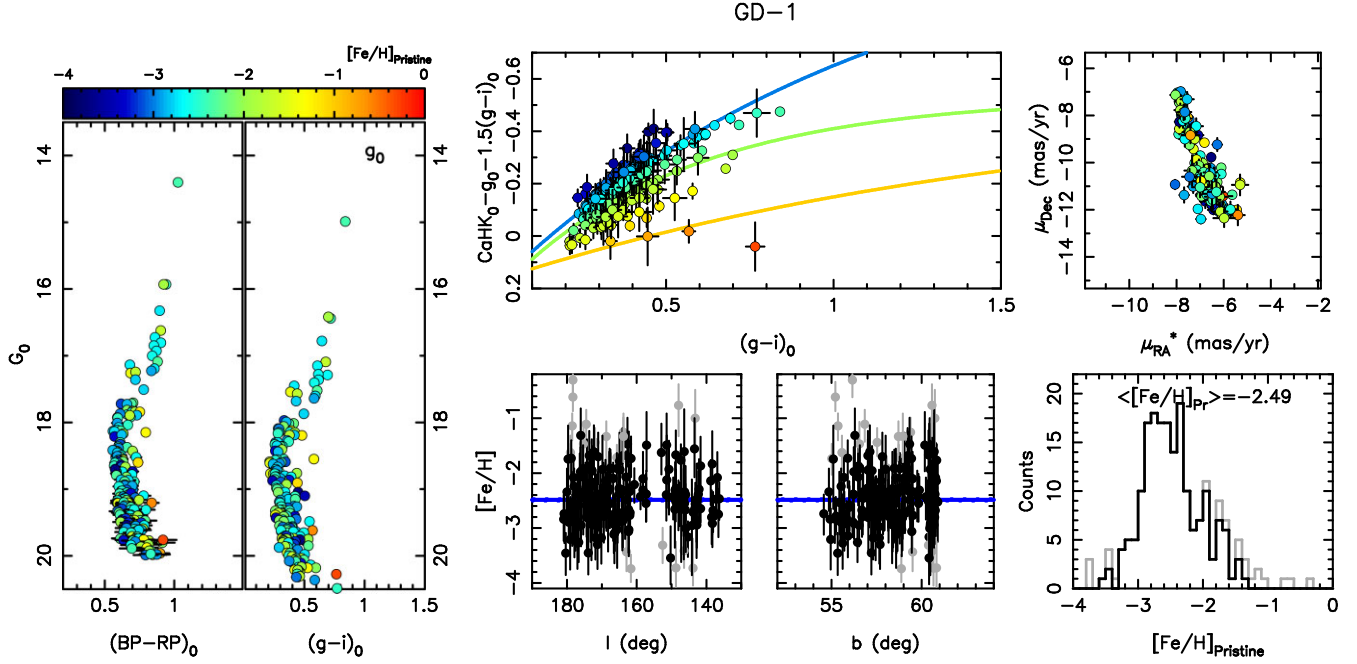 GD-1
[Fe/H]Pristine
-4 -3 -2 -1 0
g0
14 16 18 20
G0
14 16 18 20
0.5 1
0.5 1 1.5
(BP-RP)0
(g-i)0
-0.6 -0.4 -0.2 0 0.2
CaHK0-g0-1.5(g-i)0
0.5 1 1.5
(g-i)0
-6 -8 -10 -12 -14
μDec (mas/yr)
-10 -8 -6 -4 -2
μRA* (mas/yr)
-1 -2 -3 -4
[Fe/H]
180 160 140
l (deg)
55 60
b (deg)
<[Fe/H]Pr>=-2.49
20 15 10 5 0
Counts
-4 -3 -2 -1 0
[Fe/H]Pristine